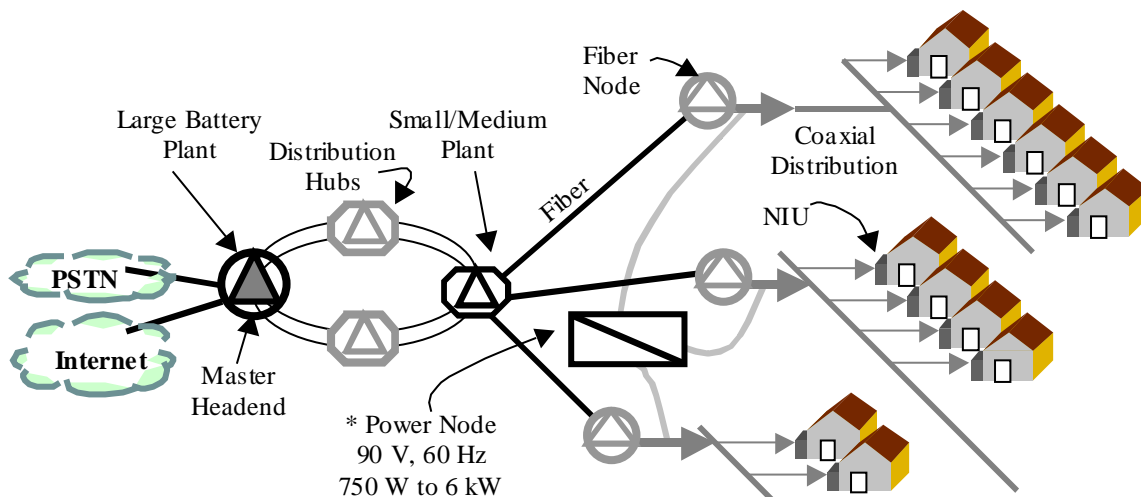 Large Battery
Plant
Distribution
Hubs
Small/Medium
Plant
Fiber
Node
Coaxial
Distribution
Fiber
NIU
PSTN
Internet
Master
Headend
* Power Node
90 V, 60 Hz
750 W to 6 kW